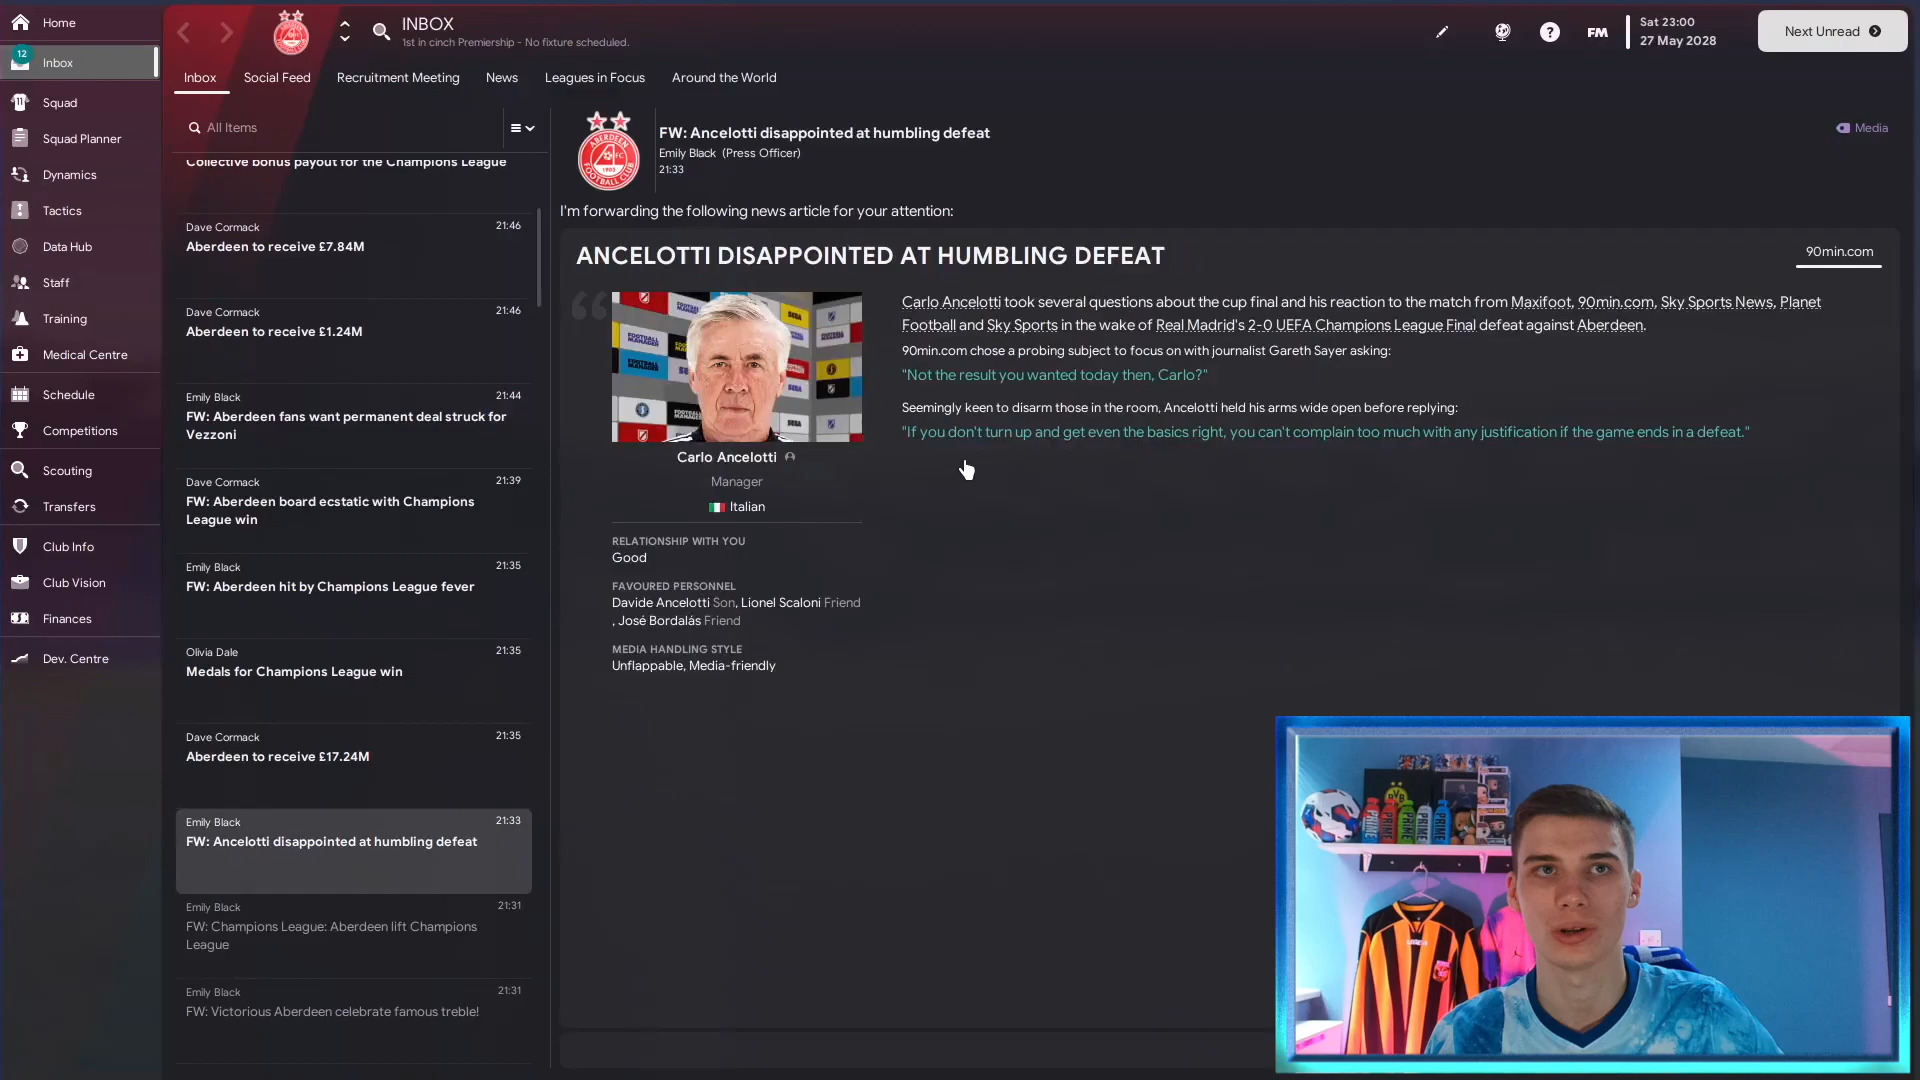 Home
12
Inbox
Squad
Squad Planner
Dynamics
Tactics
Data Hub
Staff
Training
Medical Centre
Schedule
Competitions
Scouting
Transfers
Club Info
Club Vision
Finances
Dev. Centre
INBOX
1st in cinch Premiership - No fixture scheduled.
FM
Sat 23:00
27 May 2028
Next Unread
Inbox Social Feed Recruitment Meeting News Leagues in Focus Around the World
All Items
Collective bonus payout for the Champions League
Dave Cormack 21:46
Aberdeen to receive £7.84M
Dave Cormack 21:46
Aberdeen to receive £1.24M
Emily Black 21:44
FW: Aberdeen fans want permanent deal struck for
Vezzoni
Dave Cormack 21:39
FW: Aberdeen board ecstatic with Champions
League win
Emily Black 21:35
FW: Aberdeen hit by Champions League fever
Olivia Dale 21:35
Medals for Champions League win
Dave Cormack 21:35
Aberdeen to receive £17.24M
Emily Black 21:33
FW: Ancelotti disappointed at humbling defeat
Emily Black 21:31
FW: Champions League: Aberdeen lift Champions
League
Emily Black 21:31
FW: Victorious Aberdeen celebrate famous treble!
ABERDEEN
FOOTBALL CLUB
1903
FW: Ancelotti disappointed at humbling defeat
Emily Black (Press Officer)
21:33
Media
I'm forwarding the following news article for your attention:
ANCELOTTI DISAPPOINTED AT HUMBLING DEFEAT
90min.com
Carlo Ancelotti
Manager
Italian
RELATIONSHIP WITH YOU
Good
FAVOURED PERSONNEL
Davide Ancelotti Son, Lionel Scaloni Friend
, José Bordalás Friend
MEDIA HANDLING STYLE
Unflappable, Media-friendly
Carlo Ancelotti took several questions about the cup final and his reaction to the match from Maxifoot, 90min.com, Sky Sports News, Planet
Football and Sky Sports in the wake of Real Madrid's 2-0 UEFA Champions League Final defeat against Aberdeen.
90min.com chose a probing subject to focus on with journalist Gareth Sayer asking:
"Not the result you wanted today then, Carlo?"
Seemingly keen to disarm those in the room, Ancelotti held his arms wide open before replying:
"If you don't turn up and get even the basics right, you can't complain too much with any justification if the game ends in a defeat."
BVB
PRIME
PRIME
PRIME
PRIME